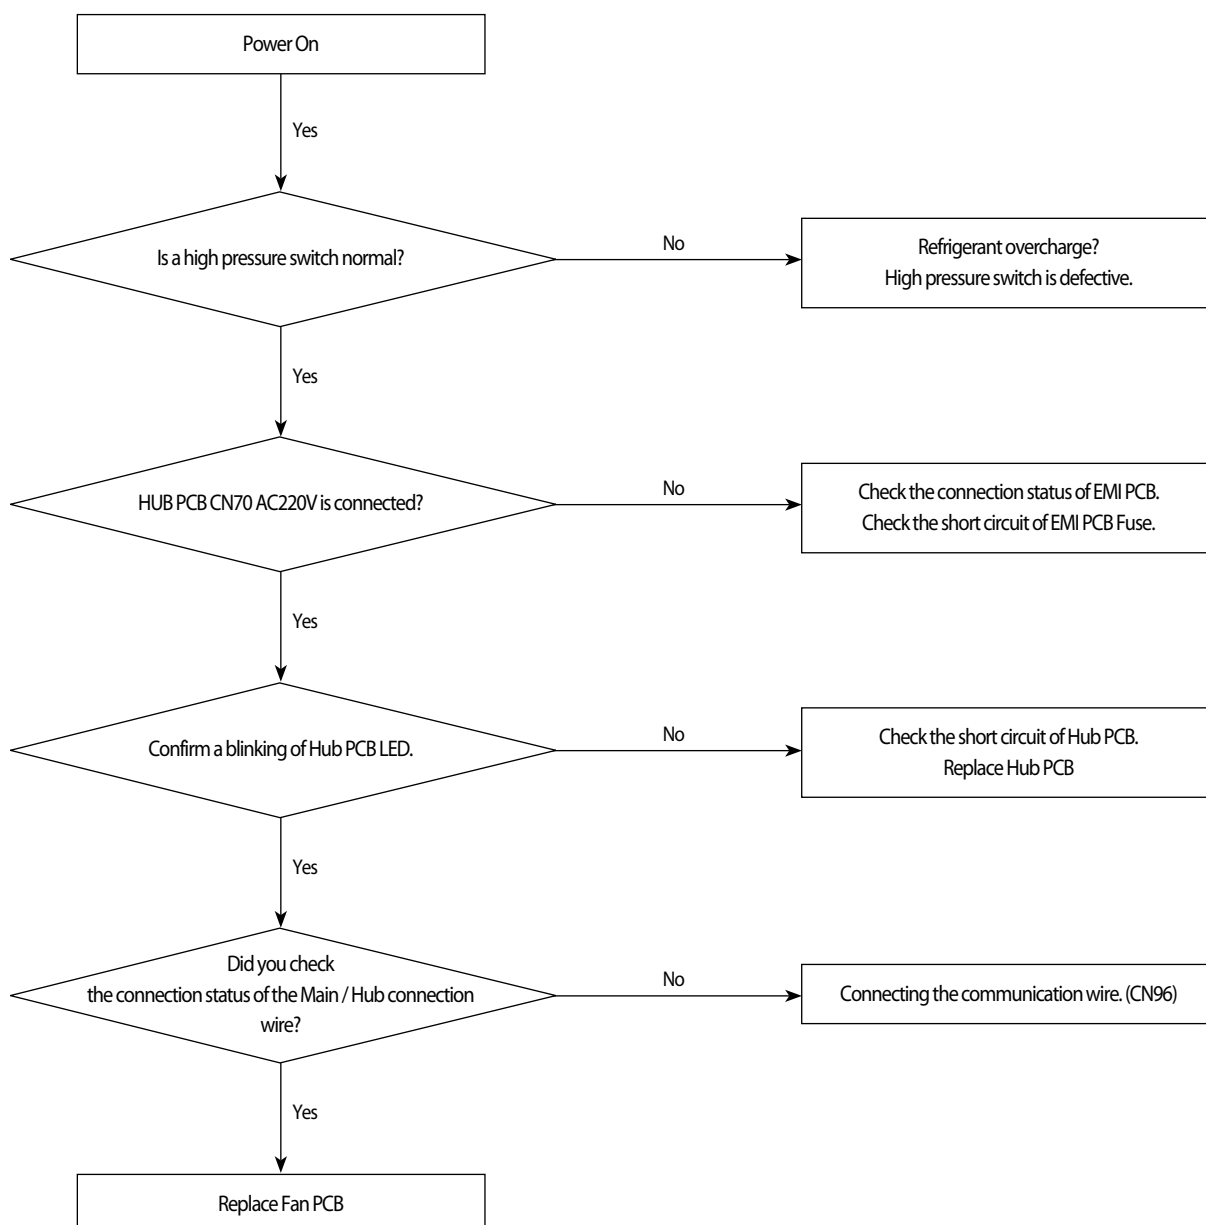 Power On
Yes
Is a high pressure switch normal?
No
Refrigerant overcharge?
High pressure switch is defective.
Yes
HUB PCB CN70 AC220V is connected?
No
Check the connection status of EMI PCB.
Check the short circuit of EMI PCB Fuse.
Yes
Confirm a blinking of Hub PCB LED.
No
Check the short circuit of Hub PCB.
Replace Hub PCB
Yes
Did you check
the connection status of the Main / Hub connection
wire?
No
Connecting the communication wire. (CN96)
Yes
Replace Fan PCB